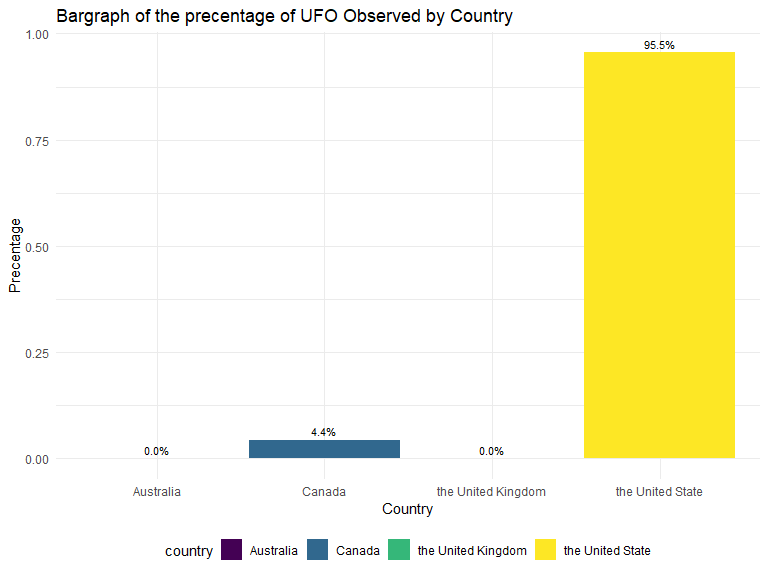 Bargraph of the precentage of UFO Observed by Country
1.00
0.75
0.50
0.25
0.00
Precentage
0.0%
4.4%
0.0%
95.5%
Australia
Canada
the United Kingdom
the United State
Country
country
Australia
Canada
the United Kingdom
the United State